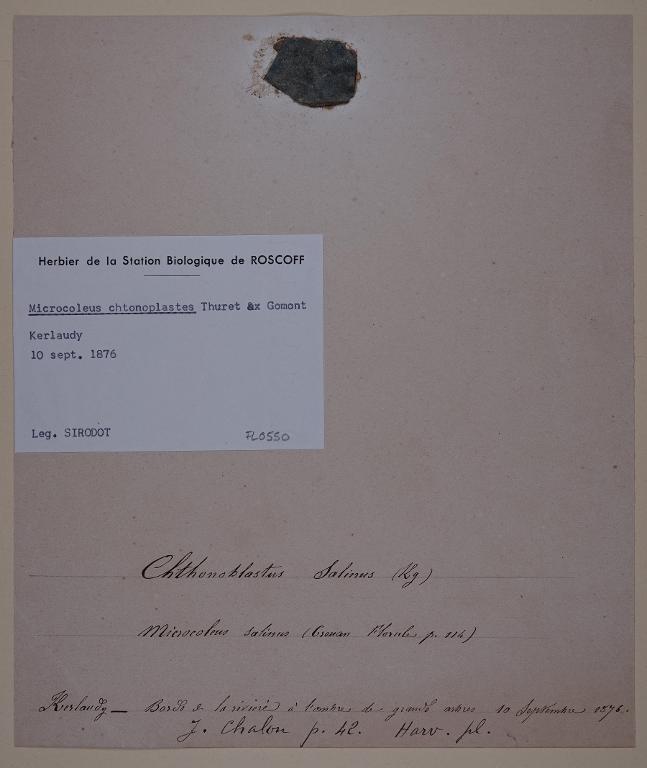 Herbier de la Station Biologique de ROSCOFF
Microcoleus chtonoplastes Thuret &x Gomont
Kerlaudy
10 sept. 1876
Leg. SIRODOT
FL0550
Chthonoblastus Salinus (Kg)
Microcoleus salinus (Crouan Florule p. 114)
Kerlaudy — Bords de la rivière à l'ombre de grands arbres 10 Septembre 1876.
J. Chalon p. 42. Harv. pl.